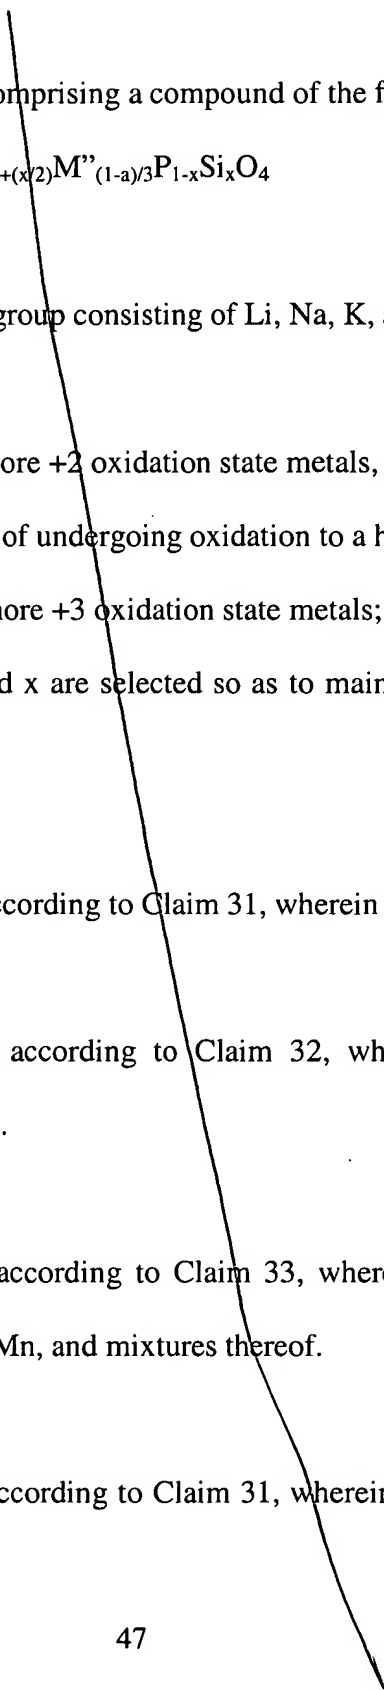 omprising a compound of the f
+(x/2)M”(1-a)/3P1-xSixO4
group consisting of Li, Na, K,
ore +2 oxidation state metals,
of undergoing oxidation to a h
nore +3 oxidation state metals;
d x are selected so as to main
ccording to Claim 31, wherein
according to Claim 32, wh
.
according to Claim 33, where
Mn, and mixtures thereof.
ccording to Claim 31, wherein
47